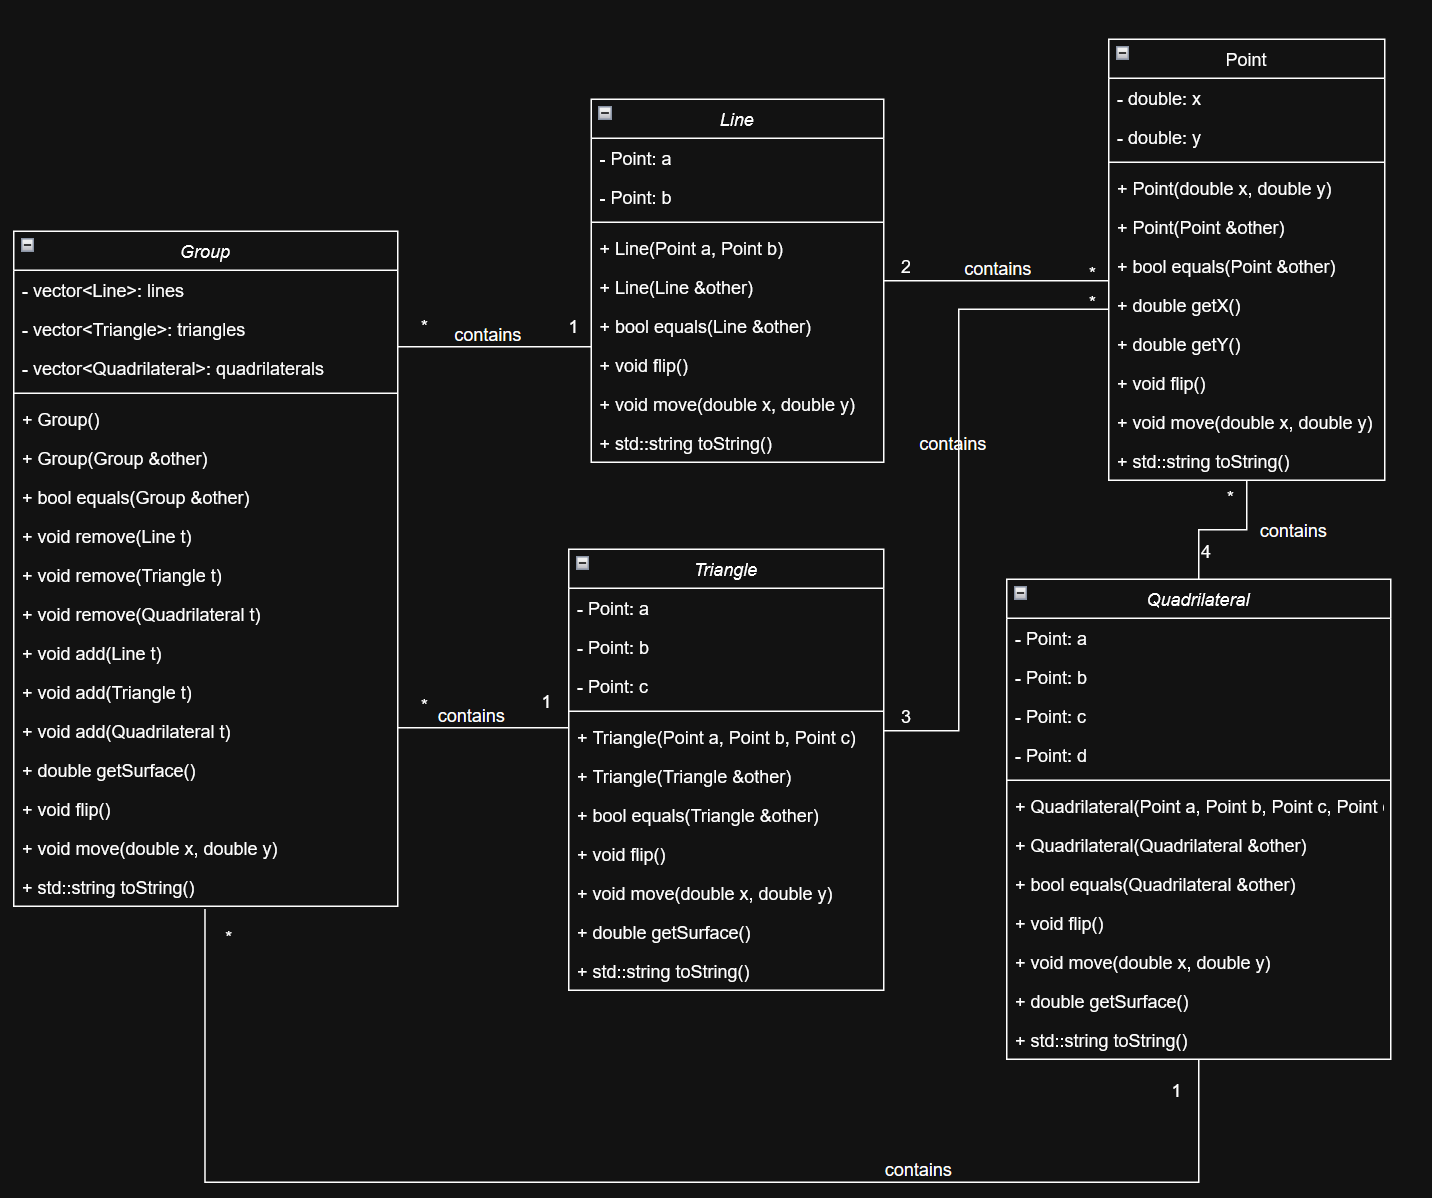 Group
- vector<Line>: lines
- vector<Triangle>: triangles
- vector<Quadrilateral>: quadrilaterals
+ Group()
+ Group(Group &other)
+ bool equals(Group &other)
+ void remove(Line t)
+ void remove(Triangle t)
+ void remove(Quadrilateral t)
+ void add(Line t)
+ void add(Triangle t)
+ void add(Quadrilateral t)
+ double getSurface()
+ void flip()
+ void move(double x, double y)
+ std::string toString()
* contains 1
Line
- Point: a
- Point: b
+ Line(Point a, Point b)
+ Line(Line &other)
+ bool equals(Line &other)
+ void flip()
+ void move(double x, double y)
+ std::string toString()
2 contains *
*
contains
3
Point
- double: x
- double: y
+ Point(double x, double y)
+ Point(Point &other)
+ bool equals(Point &other)
+ double getX()
+ double getY()
+ void flip()
+ void move(double x, double y)
+ std::string toString()
*
contains
4
* contains 1
Triangle
- Point: a
- Point: b
- Point: c
+ Triangle(Point a, Point b, Point c)
+ Triangle(Triangle &other)
+ bool equals(Triangle &other)
+ void flip()
+ void move(double x, double y)
+ double getSurface()
+ std::string toString()
Quadrilateral
- Point: a
- Point: b
- Point: c
- Point: d
+ Quadrilateral(Point a, Point b, Point c, Point
+ Quadrilateral(Quadrilateral &other)
+ bool equals(Quadrilateral &other)
+ void flip()
+ void move(double x, double y)
+ double getSurface()
+ std::string toString()
*
1
contains